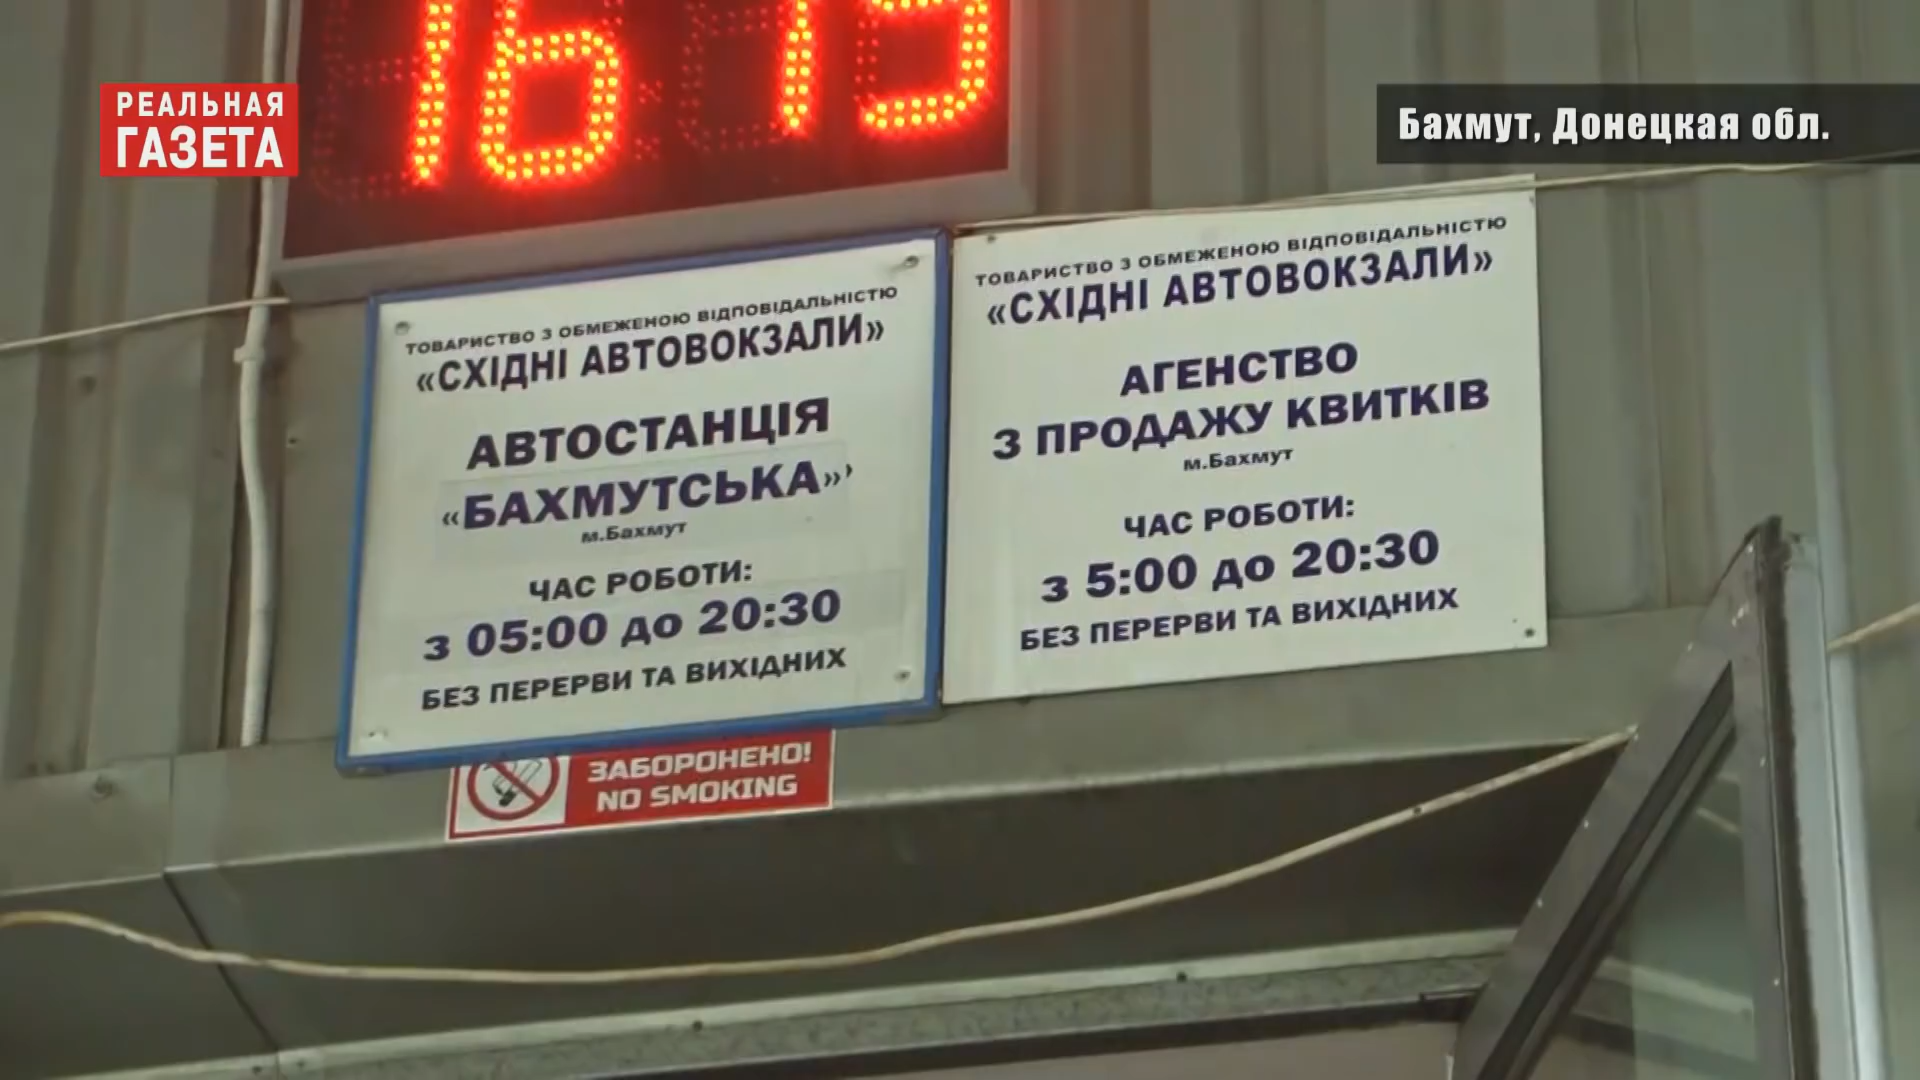 16 15
РЕАЛЬНАЯ
ГАЗЕТА
Бахмут, Донецкая обл.
ТОВАРИСТВО З ОБМЕЖЕНОЮ ВІДПОВІДАЛЬНІСТЮ
«СХІДНІ АВТОВОКЗАЛИ»
АВТОСТАНЦІЯ
«БАХМУТСЬКА»
м.Бахмут
ЧАС РОБОТИ:
з 05:00 до 20:30
БЕЗ ПЕРЕРВИ ТА ВИХІДНИХ
ТОВАРИСТВО З ОБМЕЖЕНОЮ ВІДПОВІДАЛЬНІСТЮ
«СХІДНІ АВТОВОКЗАЛИ»
АГЕНСТВО
З ПРОДАЖУ КВИТКІВ
м.Бахмут
ЧАС РОБОТИ:
з 5:00 до 20:30
БЕЗ ПЕРЕРВИ ТА ВИХІДНИХ
ЗАБОРОНЕНО!
NO SMOKING